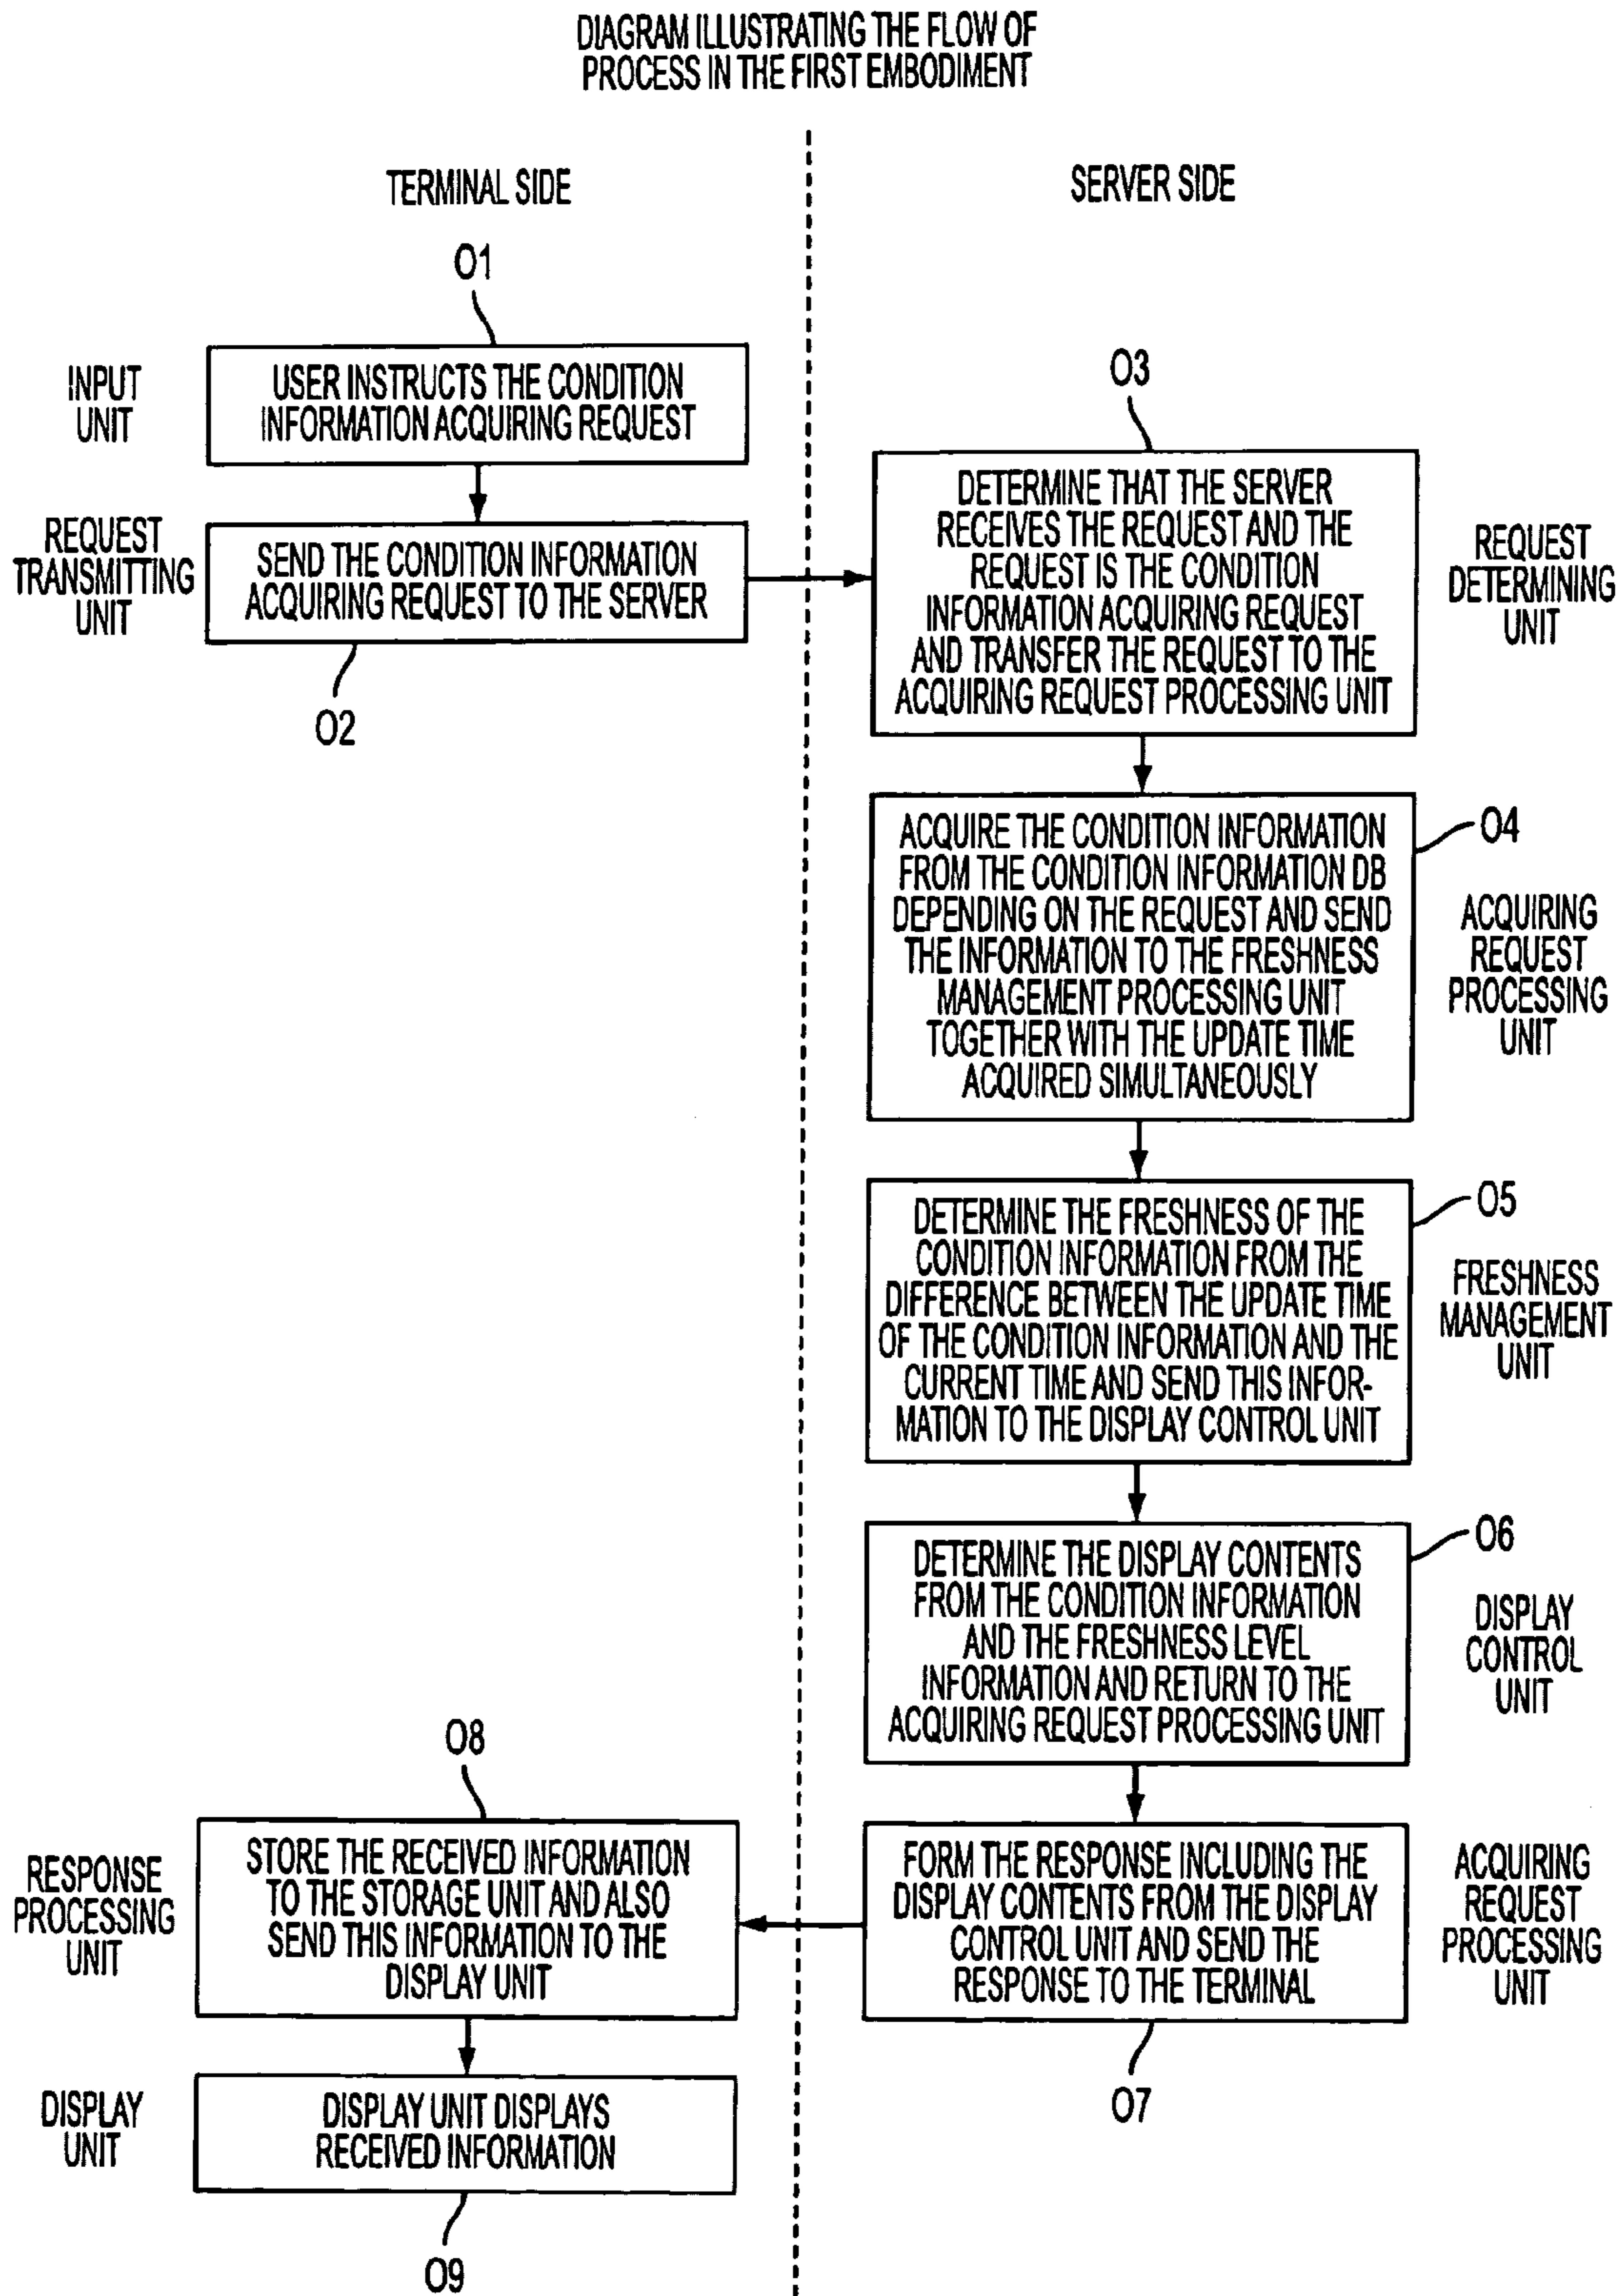 DIAGRAM ILLUSTRATING THE FLOW OF
PROCESS IN THE FIRST EMBODIMENT
TERMINAL SIDE
SERVER SIDE
01
INPUT
UNIT
USER INSTRUCTS THE CONDITION
INFORMATION ACQUIRING REQUEST
REQUEST
TRANSMITTING
UNIT
SEND THE CONDITION INFORMATION
ACQUIRING REQUEST TO THE SERVER
02
03
DETERMINE THAT THE SERVER
RECEIVES THE REQUEST AND THE
REQUEST IS THE CONDITION
INFORMATION ACQUIRING REQUEST
AND TRANSFER THE REQUEST TO THE
ACQUIRING REQUEST PROCESSING UNIT
REQUEST
DETERMINING
UNIT
ACQUIRE THE CONDITION INFORMATION
FROM THE CONDITION INFORMATION DB
DEPENDING ON THE REQUEST AND SEND
THE INFORMATION TO THE FRESHNESS
MANAGEMENT PROCESSING UNIT
TOGETHER WITH THE UPDATE TIME
ACQUIRED SIMULTANEOUSLY
04
ACQUIRING
REQUEST
PROCESSING
UNIT
DETERMINE THE FRESHNESS OF THE
CONDITION INFORMATION FROM THE
DIFFERENCE BETWEEN THE UPDATE TIME
OF THE CONDITION INFORMATION AND THE
CURRENT TIME AND SEND THIS INFOR-
MATION TO THE DISPLAY CONTROL UNIT
05
FRESHNESS
MANAGEMENT
UNIT
DETERMINE THE DISPLAY CONTENTS
FROM THE CONDITION INFORMATION
AND THE FRESHNESS LEVEL
INFORMATION AND RETURN TO THE
ACQUIRING REQUEST PROCESSING UNIT
06
DISPLAY
CONTROL
UNIT
FORM THE RESPONSE INCLUDING THE
DISPLAY CONTENTS FROM THE DISPLAY
CONTROL UNIT AND SEND THE
RESPONSE TO THE TERMINAL
ACQUIRING
REQUEST
PROCESSING
UNIT
07
08
RESPONSE
PROCESSING
UNIT
STORE THE RECEIVED INFORMATION
TO THE STORAGE UNIT AND ALSO
SEND THIS INFORMATION TO THE
DISPLAY UNIT
DISPLAY
UNIT
DISPLAY UNIT DISPLAYS
RECEIVED INFORMATION
09